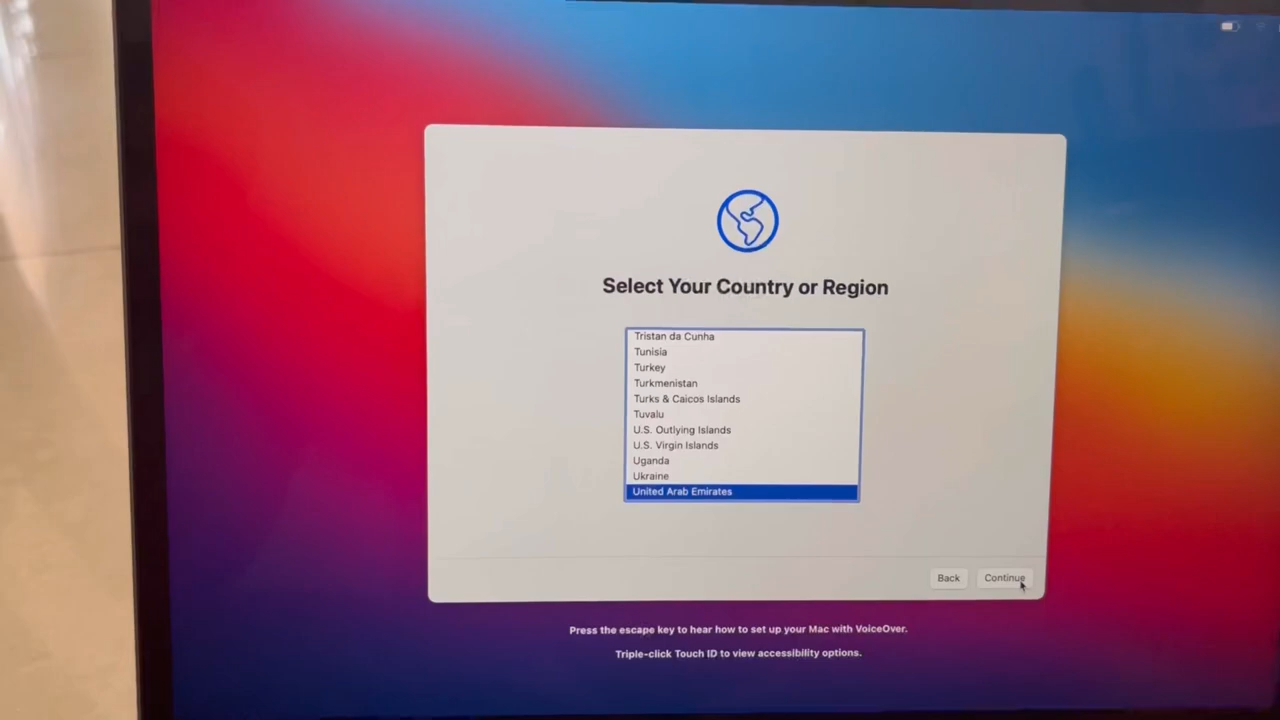 Select Your Country or Region
Tristan da Cunha
Tunisia
Turkey
Turkmenistan
Turks & Caicos Islands
Tuvalu
U.S. Outlying Islands
U.S. Virgin Islands
Uganda
Ukraine
United Arab Emirates
Back
Continue
Press the escape key to hear how to set up your Mac with VoiceOver.
Triple-click Touch ID to view accessibility options.